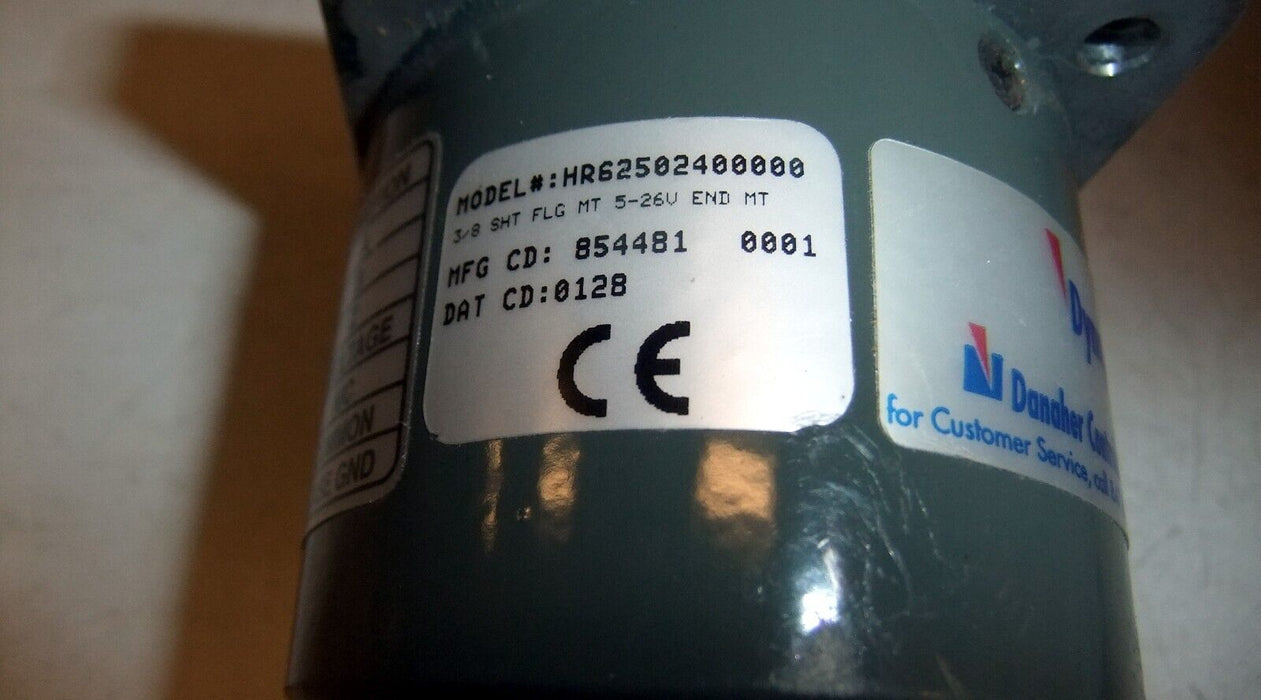 MODEL#:HR62502400000
3/8 SHT FLG MT 5-26V END MT
MFG CD: 854481 0001
DAT CD:0128
CE
GND
Danaher
for Customer Service, call